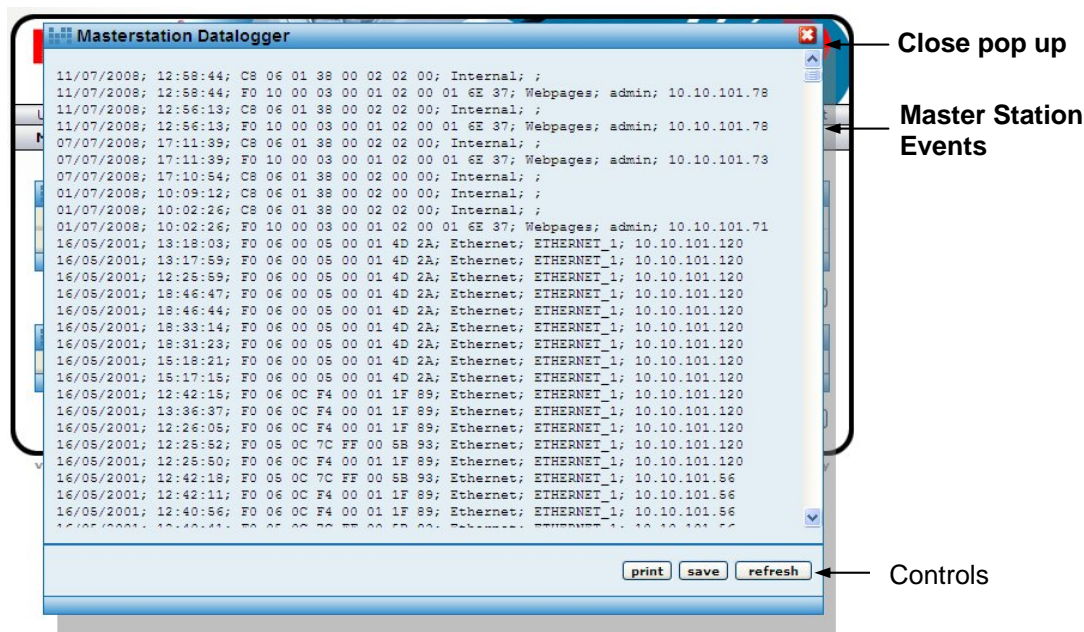 Masterstation Datalogger
Close pop up
11/07/2008; 12:58:44; C8 06 01 38 00 02 02 00; Internal; ;
11/07/2008; 12:58:44; F0 10 00 03 00 01 02 00 01 6E 37; Webpages; admin; 10.10.101.78
11/07/2008; 12:56:13; C8 06 01 38 00 02 02 00; Internal; ;
11/07/2008; 12:56:13; F0 10 00 03 00 01 02 00 01 6E 37; Webpages; admin; 10.10.101.78
Master Station
Events
07/07/2008; 17:11:39; C8 06 01 38 00 02 02 00; Internal; ;
07/07/2008; 17:11:39; F0 10 00 03 00 01 02 00 01 6E 37; Webpages; admin; 10.10.101.73
07/07/2008; 17:10:54; C8 06 01 38 00 02 00 00; Internal; ;
01/07/2008; 10:09:12; C8 06 01 38 00 02 02 00; Internal; ;
01/07/2008; 10:02:26; C8 06 01 38 00 02 02 00; Internal; ;
01/07/2008; 10:02:26; F0 10 00 03 00 01 02 00 01 6E 37; Webpages; admin; 10.10.101.71
16/05/2001; 13:18:03; F0 06 00 05 00 01 4D 2A; Ethernet; ETHERNET_1; 10.10.101.120
16/05/2001; 13:17:59; F0 06 00 05 00 01 4D 2A; Ethernet; ETHERNET_1; 10.10.101.120
16/05/2001; 12:25:59; F0 06 00 05 00 01 4D 2A; Ethernet; ETHERNET_1; 10.10.101.120
16/05/2001; 18:46:47; F0 06 00 05 00 01 4D 2A; Ethernet; ETHERNET_1; 10.10.101.120
16/05/2001; 18:46:44; F0 06 00 05 00 01 4D 2A; Ethernet; ETHERNET_1; 10.10.101.120
16/05/2001; 18:33:14; F0 06 00 05 00 01 4D 2A; Ethernet; ETHERNET_1; 10.10.101.120
16/05/2001; 18:31:23; F0 06 00 05 00 01 4D 2A; Ethernet; ETHERNET_1; 10.10.101.120
16/05/2001; 15:18:21; F0 06 00 05 00 01 4D 2A; Ethernet; ETHERNET_1; 10.10.101.120
16/05/2001; 15:17:15; F0 06 00 05 00 01 4D 2A; Ethernet; ETHERNET_1; 10.10.101.120
16/05/2001; 12:42:15; F0 06 0C F4 00 01 1F 89; Ethernet; ETHERNET_1; 10.10.101.120
16/05/2001; 13:36:37; F0 06 0C F4 00 01 1F 89; Ethernet; ETHERNET_1; 10.10.101.120
16/05/2001; 12:26:05; F0 06 0C F4 00 01 1F 89; Ethernet; ETHERNET_1; 10.10.101.120
16/05/2001; 12:25:52; F0 05 0C 7C FF 00 5B 93; Ethernet; ETHERNET_1; 10.10.101.120
16/05/2001; 12:25:50; F0 06 0C F4 00 01 1F 89; Ethernet; ETHERNET_1; 10.10.101.120
16/05/2001; 12:42:18; F0 05 0C 7C FF 00 5B 93; Ethernet; ETHERNET_1; 10.10.101.56
16/05/2001; 12:42:11; F0 06 0C F4 00 01 1F 89; Ethernet; ETHERNET_1; 10.10.101.56
16/05/2001; 12:40:56; F0 06 0C F4 00 01 1F 89; Ethernet; ETHERNET_1; 10.10.101.56
print save refresh
Controls